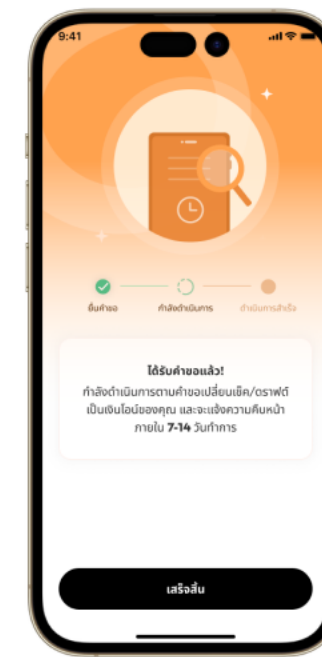 9:41
ยื่นคำขอ กำลังดำเนินการ ดำเนินการสำเร็จ
ได้รับคำขอแล้ว!
กำลังดำเนินการตามคำขอเปลี่ยนเช็ค/ดราฟต์
เป็นเงินโอนของคุณ และจะแจ้งความคืบหน้า
ภายใน 7-14 วันทำการ
เสร็จสิ้น